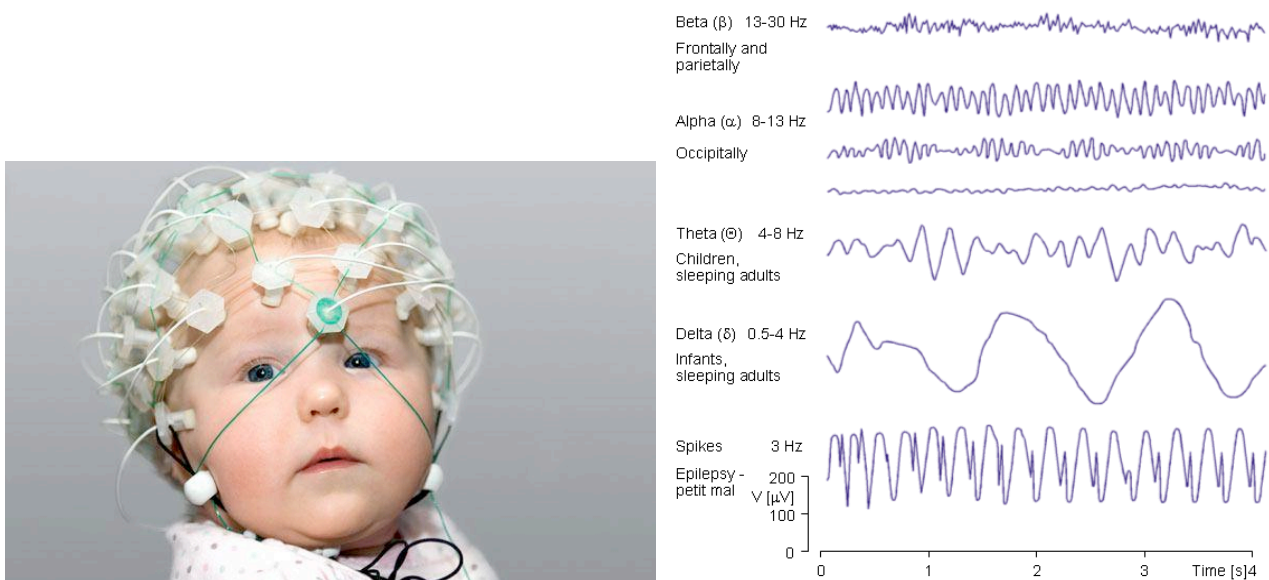 Beta (β) 13-30 Hz
Frontally and
parietally
Alpha (α) 8-13 Hz
Occipitally
Theta (Θ) 4-8 Hz
Children,
sleeping adults
Delta (δ) 0.5-4 Hz
Infants,
sleeping adults
Spikes 3 Hz
Epilepsy -
petit mal
200
V [µV]
100
0
0 1 2 3 Time [s]4